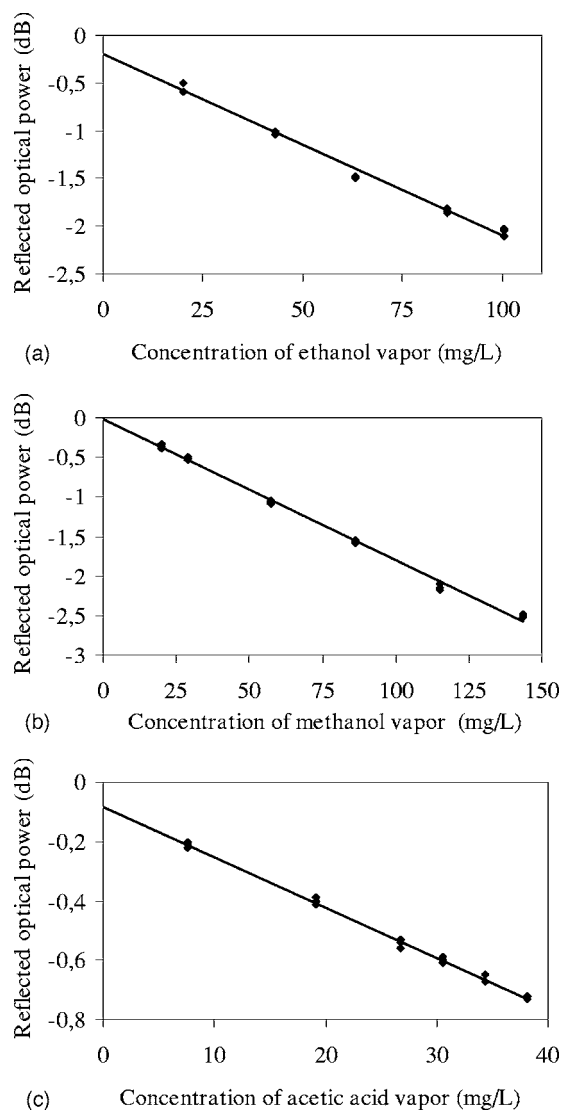 Reflected optical power (dB)
0
-0,5
-1
-1,5
-2
-2,5
0 25 50 75 100
(a) Concentration of ethanol vapor (mg/L)
Reflected optical power (dB)
0
-0,5
-1
-1,5
-2
-2,5
-3
0 25 50 75 100 125 150
(b) Concentration of methanol vapor (mg/L)
Reflected optical power (dB)
0
-0,2
-0,4
-0,6
-0,8
0 10 20 30 40
(c) Concentration of acetic acid vapor (mg/L)